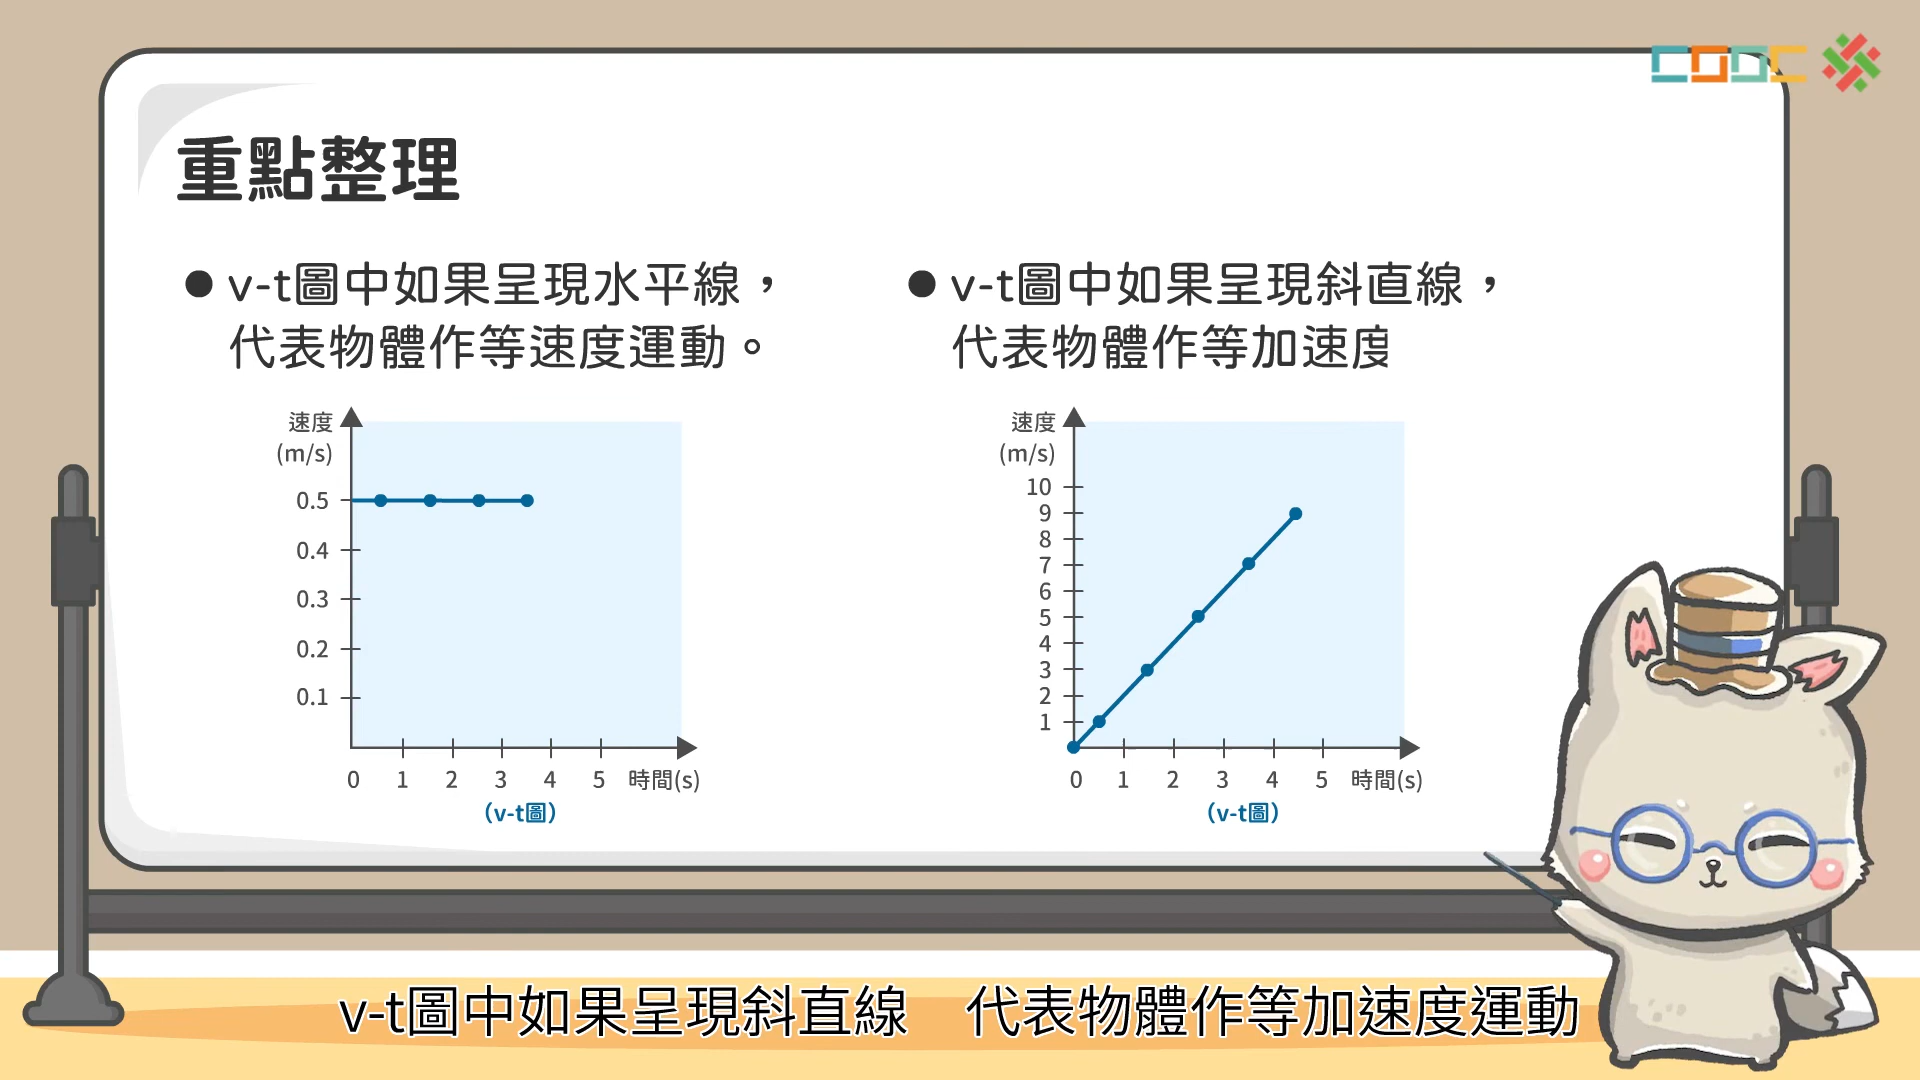 重點整理
●v-t圖中如果呈現水平線，
代表物體作等速度運動。
●v-t圖中如果呈現斜直線，
代表物體作等加速度
速度
(m/s)
0.5
0.4
0.3
0.2
0.1
0 1 2 3 4 5 時間(s)
(v-t圖)
速度
(m/s)
10
9
8
7
6
5
4
3
2
1
0 1 2 3 4 5 時間(s)
(v-t圖)
v-t圖中如果呈現斜直線　代表物體作等加速度運動